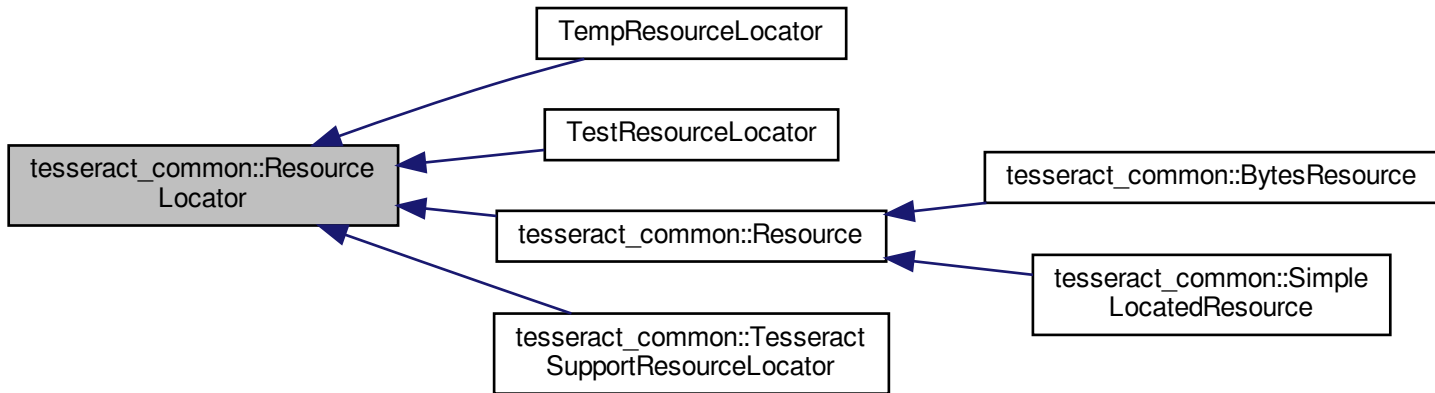 TempResourceLocator
TestResourceLocator
tesseract_common::Resource
Locator
tesseract_common::BytesResource
tesseract_common::Resource
tesseract_common::Simple
LocatedResource
tesseract_common::Tesseract
SupportResourceLocator